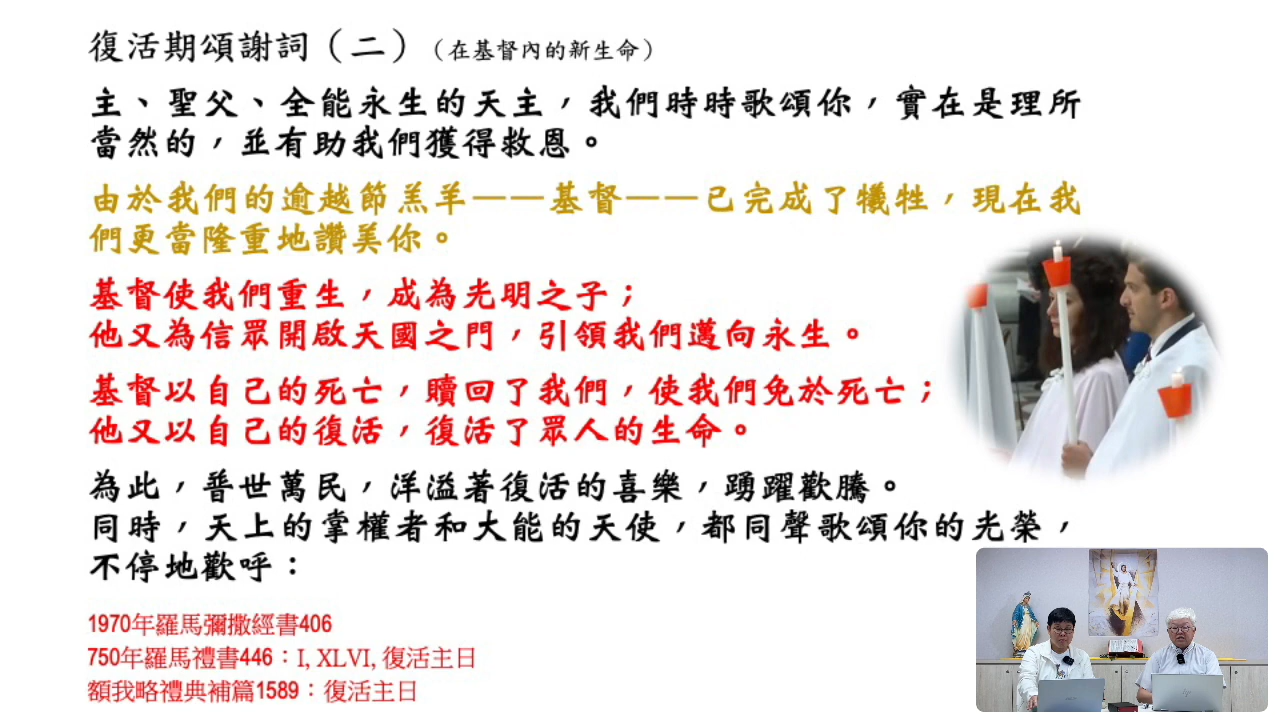 復活期頌謝詞（二）（在基督內的新生命）
主、聖父、全能永生的天主，我們時時歌頌你，實在是理所
當然的，並有助我們獲得救恩。
由於我們的逾越節羔羊——基督——已完成了犧牲，現在我
們更當隆重地讚美你。
基督使我們重生，成為光明之子；
他又為信眾開啟天國之門，引領我們邁向永生。
基督以自己的死亡，贖回了我們，使我們免於死亡；
他又以自己的復活，復活了眾人的生命。
為此，普世萬民，洋溢著復活的喜樂，踴躍歡騰。
同時，天上的掌權者和大能的天使，都同聲歌頌你的光榮，
不停地歡呼：
1970年羅馬彌撒經書406
750年羅馬禮書446：I, XLVI, 復活主日
額我略禮典補篇1589：復活主日